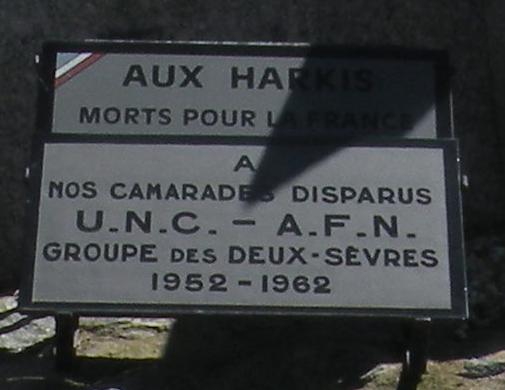 AUX HARKIS
MORTS POUR LA FRANCE
A
NOS CAMARADES DISPARUS
U.N.C. - A.F.N.
GROUPE DES DEUX-SÈVRES
1952 - 1962